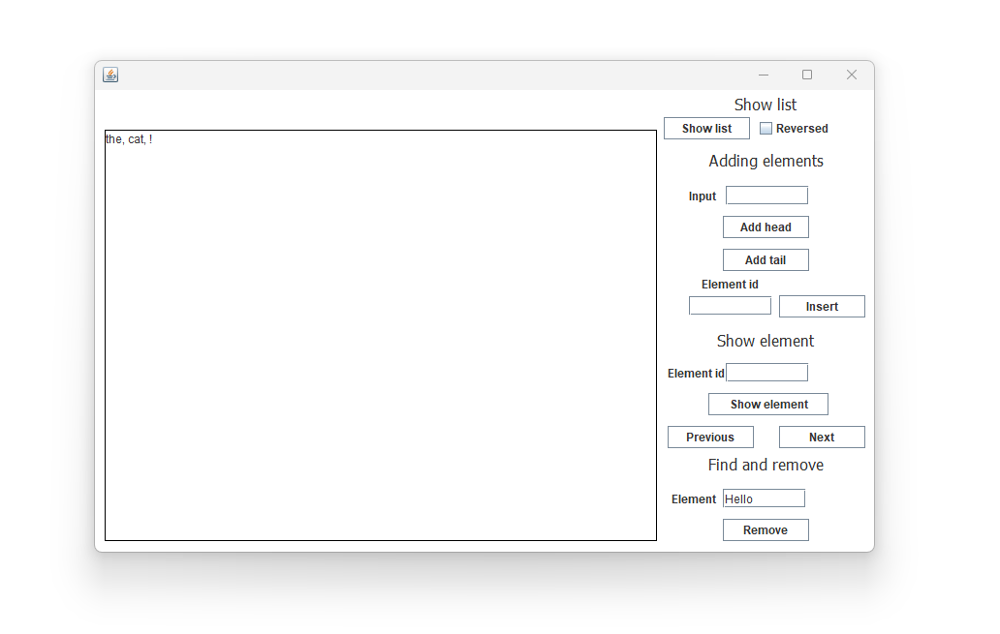 the, cat, !
Show list
Show list Reversed
Adding elements
Input
Add head
Add tail
Element id
Insert
Show element
Element id
Show element
Previous Next
Find and remove
Element Hello
Remove